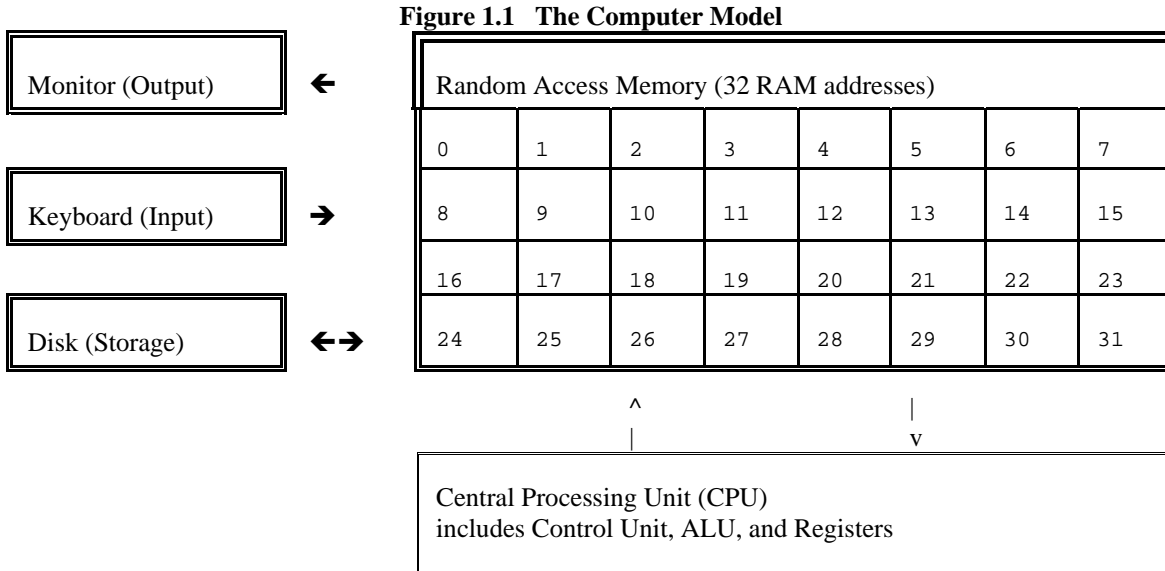 Figure 1.1 The Computer Model
Monitor (Output) 🡸 Random Access Memory (32 RAM addresses)
0 1 2 3 4 5 6 7
Keyboard (Input) 🡺 8 9 10 11 12 13 14 15
16 17 18 19 20 21 22 23
Disk (Storage) 🡸🡺 24 25 26 27 28 29 30 31
^ |
| v
Central Processing Unit (CPU)
includes Control Unit, ALU, and Registers